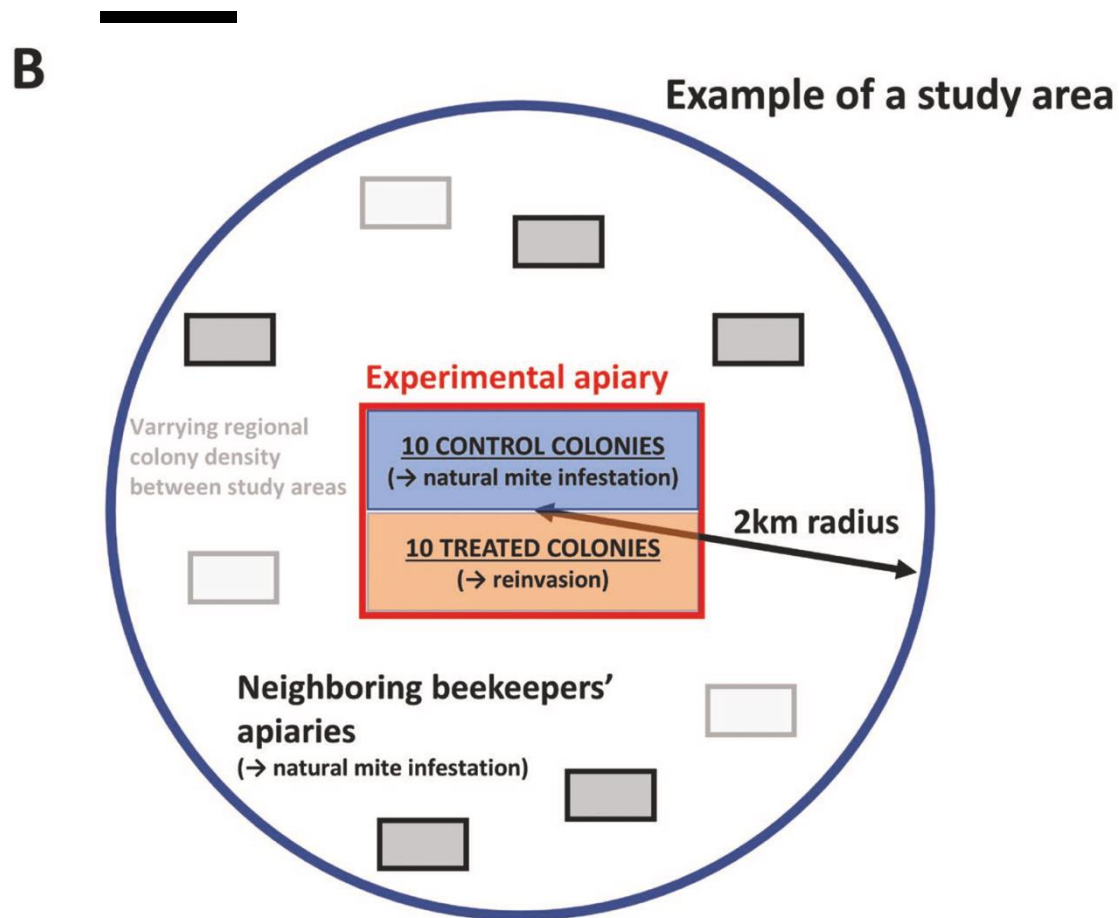 B
Example of a study area
Experimental apiary
Varrying regional
colony density
between study areas
10 CONTROL COLONIES
(→ natural mite infestation)
2km radius
10 TREATED COLONIES
(→ reinvasion)
Neighboring beekeepers'
apiaries
(→ natural mite infestation)